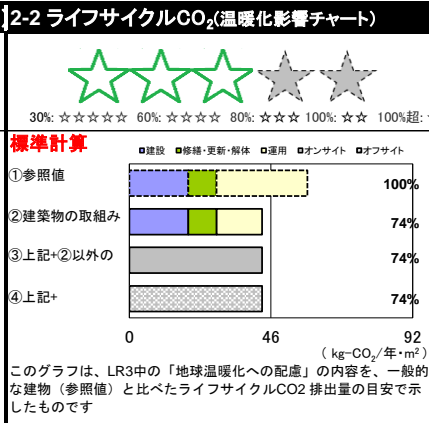 2-2 ライフサイクルCO₂(温暖化影響チャート)
30%: ☆☆☆☆☆ 60%: ☆☆☆☆ 80%: ☆☆☆ 100%: ☆☆ 100%超:
標準計算
■建設 ■修繕・更新・解体 □運用 ■オンサイト ■オフサイト
①参照値 100%
②建築物の取組み 74%
③上記+②以外の 74%
④上記+ 74%
0 46 92
( kg-CO₂/年・m² )
このグラフは、LR3中の「地球温暖化への配慮」の内容を、一般的
な建物(参照値)と比べたライフサイクルCO2 排出量の目安で示
したものです